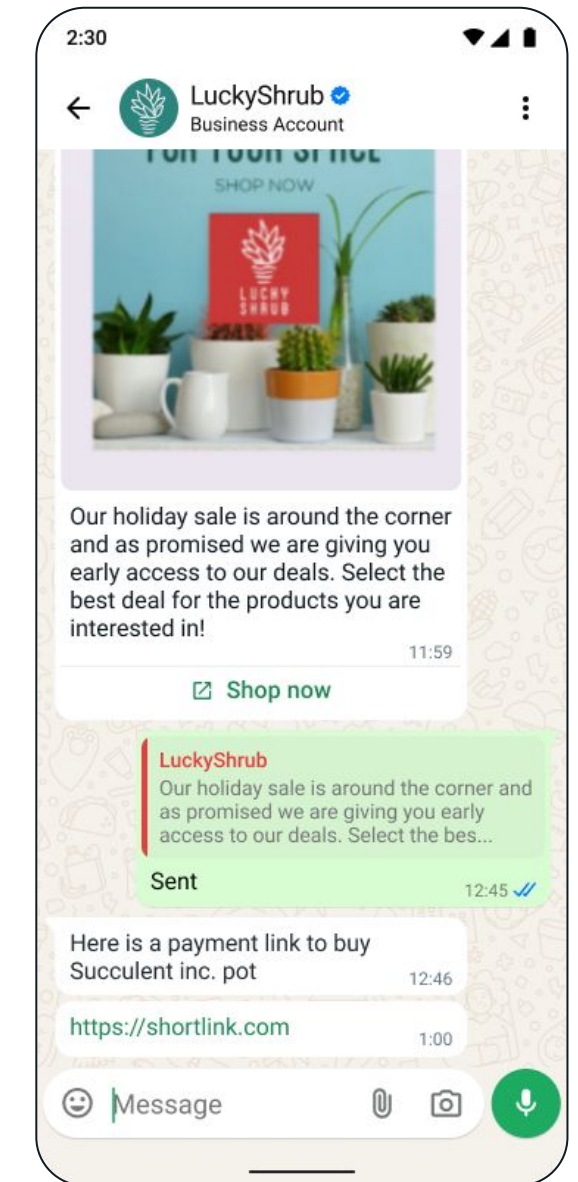 2:30
LuckyShrub
Business Account
FOR YOUR SPACE
SHOP NOW
LUCKY
SHRUB
Our holiday sale is around the corner
and as promised we are giving you
early access to our deals. Select the
best deal for the products you are
interested in!
11:59
Shop now
LuckyShrub
Our holiday sale is around the corner and
as promised we are giving you early
access to our deals. Select the bes...
Sent
12:45
Here is a payment link to buy
Succulent inc. pot
12:46
https://shortlink.com
1:00
Message